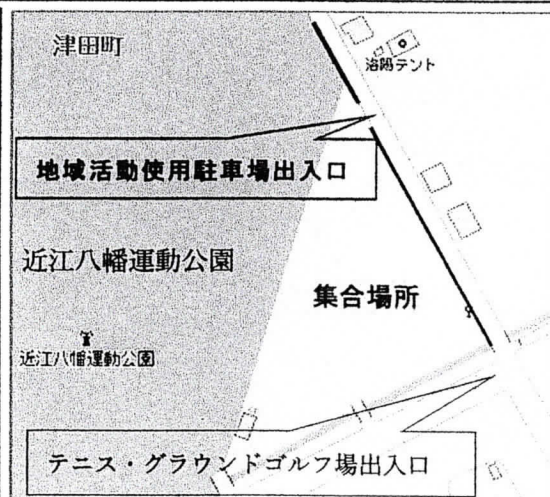 津田町
洛陽テント
地域活動使用駐車場出入口
近江八幡運動公園
集合場所
近江八幡運動公園
テニス・グラウンドゴルフ場出入口